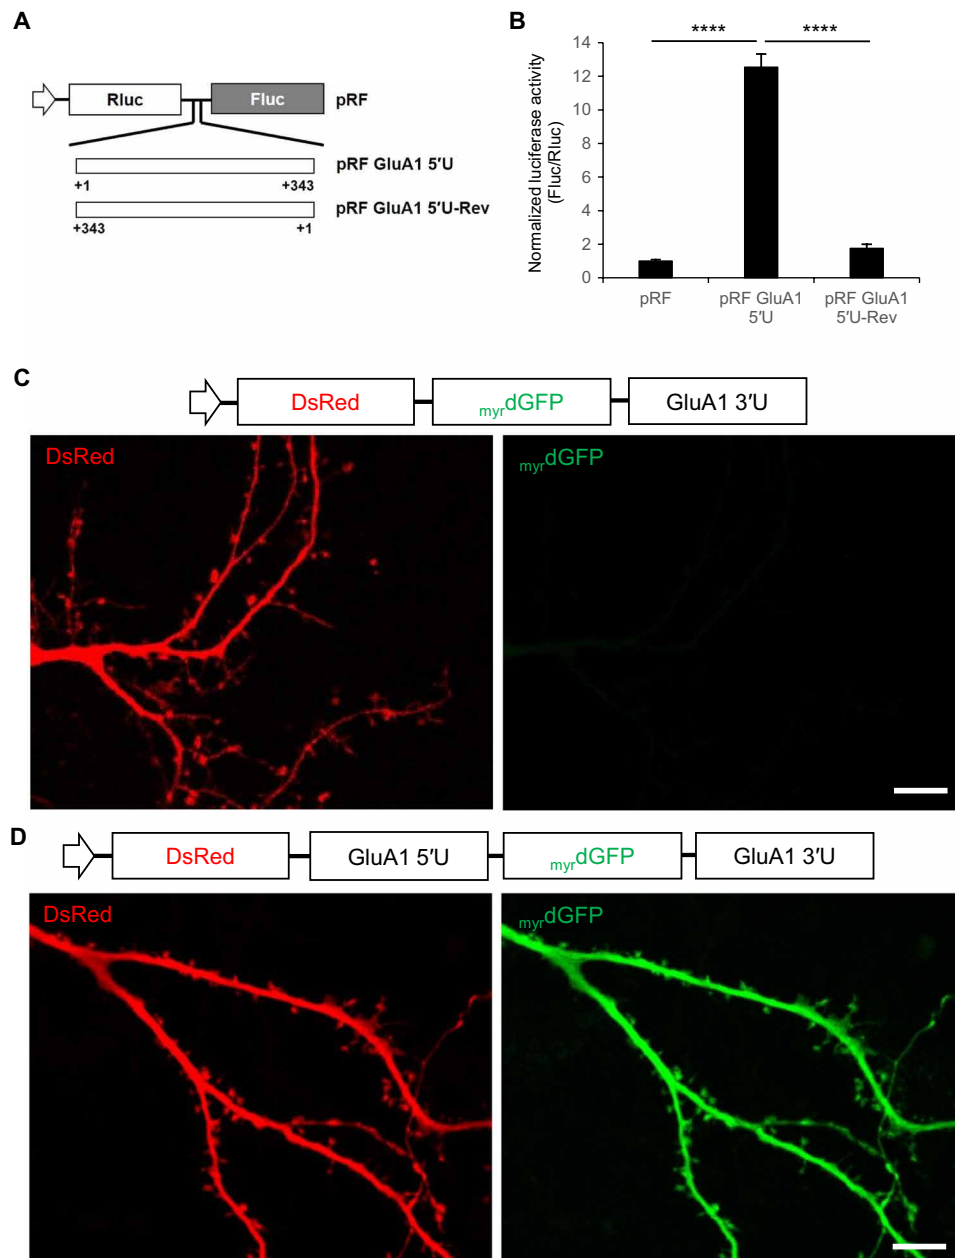 A
Rluc Fluc pRF
pRF GluA1 5′U
+1 +343
pRF GluA1 5′U-Rev
+343 +1
B
**** ****
Normalized luciferase activity
(Fluc/Rluc)
14
12
10
8
6
4
2
0
pRF pRF GluA1 pRF GluA1
5′U 5′U-Rev
C
DsRed myrdGFP GluA1 3′U
DsRed myrdGFP
D
DsRed GluA1 5′U myrdGFP GluA1 3′U
DsRed myrdGFP